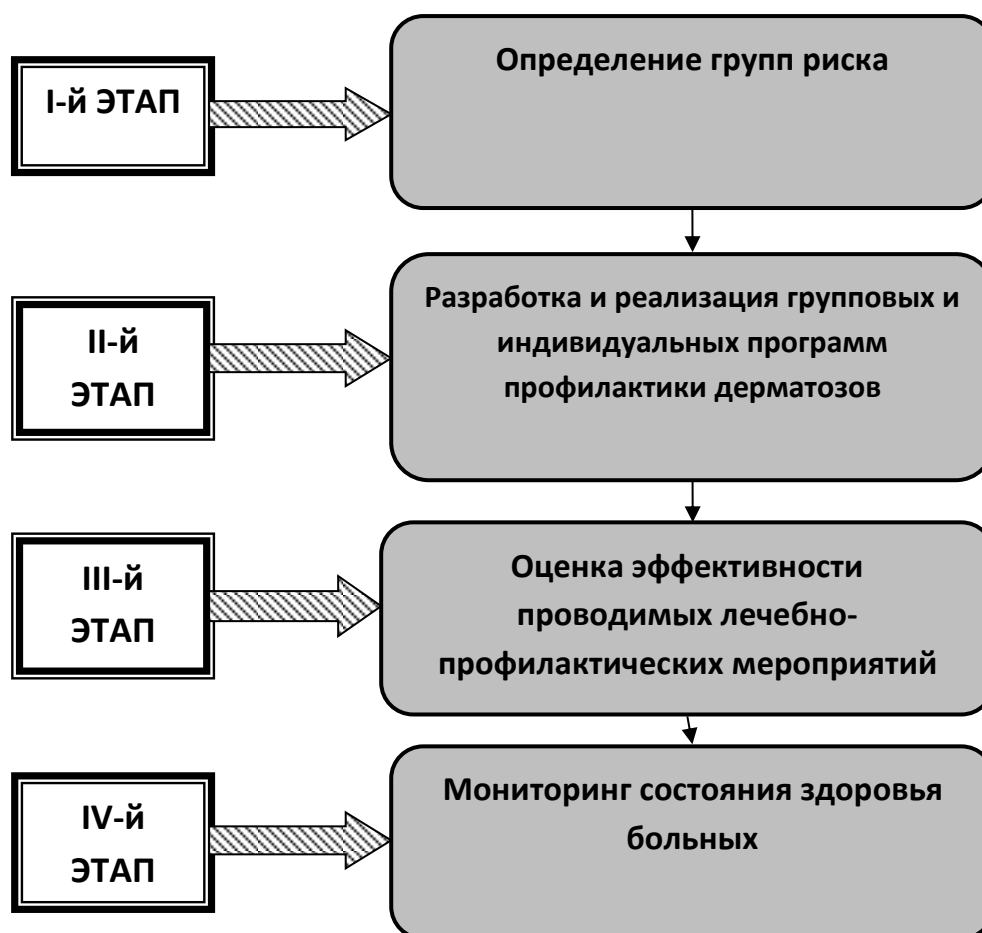 I-й ЭТАП
Определение групп риска
II-й
ЭТАП
Разработка и реализация групповых и
индивидуальных программ
профилактики дерматозов
III-й
ЭТАП
Оценка эффективности
проводимых лечебно-
профилактических мероприятий
IV-й
ЭТАП
Мониторинг состояния здоровья
больных